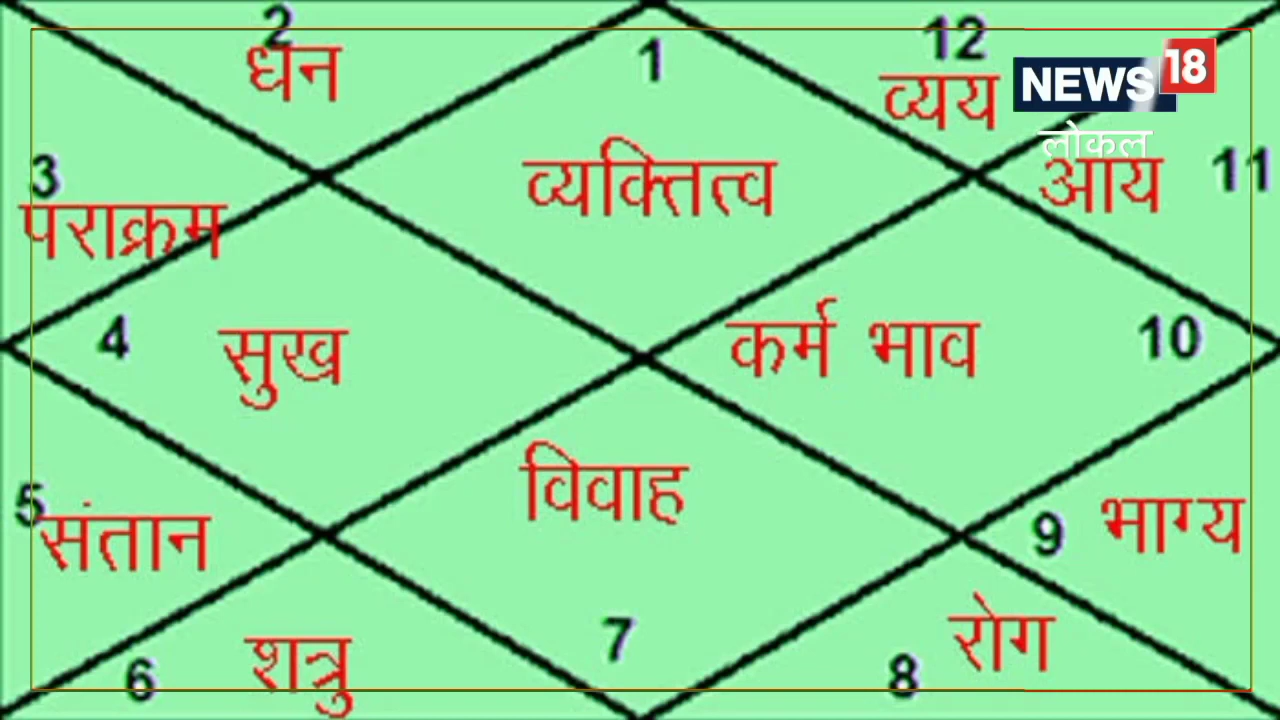 2
धन
1
12
व्यय
NEWS 18
लोकल
3
पराक्रम
व्यक्तित्व
आय
11
4
सुख
कर्म भाव
10
विवाह
5
संतान
9
भाग्य
6
शत्रु
7
8
रोग